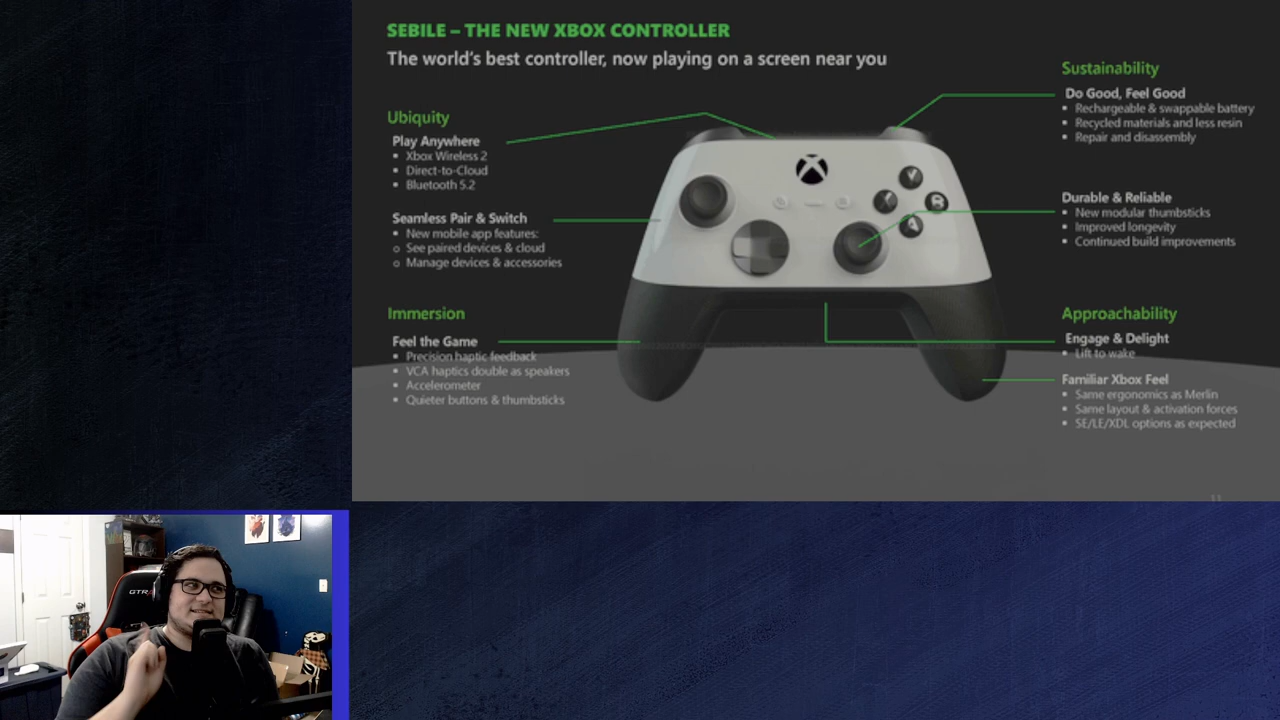 SEBILE – THE NEW XBOX CONTROLLER
The world's best controller, now playing on a screen near you
Ubiquity
Play Anywhere
▪ Xbox Wireless 2
▪ Direct-to-Cloud
▪ Bluetooth 5.2
Seamless Pair & Switch
▪ New mobile app features:
o See paired devices & cloud
o Manage devices & accessories
Immersion
Feel the Game
▪ Precision haptic feedback
▪ VCA haptics double as speakers
▪ Accelerometer
▪ Quieter buttons & thumbsticks
Sustainability
Do Good, Feel Good
▪ Rechargeable & swappable battery
▪ Recycled materials and less resin
▪ Repair and disassembly
Durable & Reliable
▪ New modular thumbsticks
▪ Improved longevity
▪ Continued build improvements
Approachability
Engage & Delight
▪ Lift to wake
Familiar Xbox Feel
▪ Same ergonomics as Merlin
▪ Same layout & activation forces
▪ SE/LE/XDL options as expected
Y
A
11
GTR